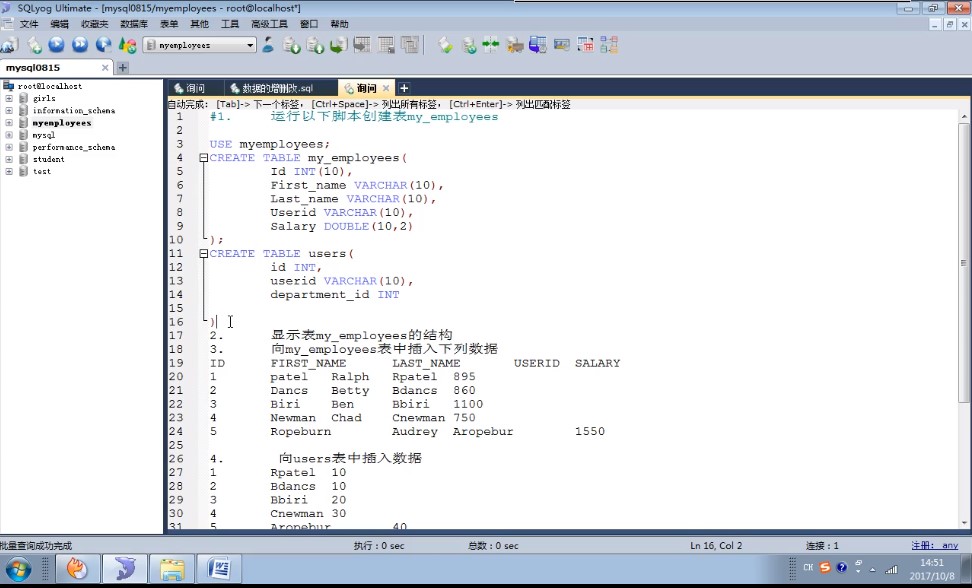 SQLyog Ultimate - [mysql0815/myemployees - root@localhost*]
文件 编辑 收藏夹 数据库 表单 其他 工具 高级工具 窗口 帮助
myemployees
mysql0815
root@localhost
girls
information_schema
myemployees
mysql
performance_schema
student
test
询问 数据的增删改.sql 询问
自动完成: [Tab]-> 下一个标签, [Ctrl+Space]-> 列出所有标签, [Ctrl+Enter]-> 列出匹配标签
1 #1. 运行以下脚本创建表my_employees
2
3 USE myemployees;
4 CREATE TABLE my_employees(
5 Id INT(10),
6 First_name VARCHAR(10),
7 Last_name VARCHAR(10),
8 Userid VARCHAR(10),
9 Salary DOUBLE(10,2)
10 );
11 CREATE TABLE users(
12 id INT,
13 userid VARCHAR(10),
14 department_id INT
15
16 )
17 2. 显示表my_employees的结构
18 3. 向my_employees表中插入下列数据
19 ID FIRST_NAME LAST_NAME USERID SALARY
20 1 patel Ralph Rpatel 895
21 2 Dancs Betty Bdancs 860
22 3 Biri Ben Bbiri 1100
23 4 Newman Chad Cnewman 750
24 5 Ropeburn Audrey Aropebur 1550
25
26 4. 向users表中插入数据
27 1 Rpatel 10
28 2 Bdancs 10
29 3 Bbiri 20
30 4 Cnewman 30
31 5 Aropebur 40
批量查询成功完成 执行：0 sec 总数：0 sec Ln 16, Col 2 连接：1 注册: any
CH
14:51
2017/10/8